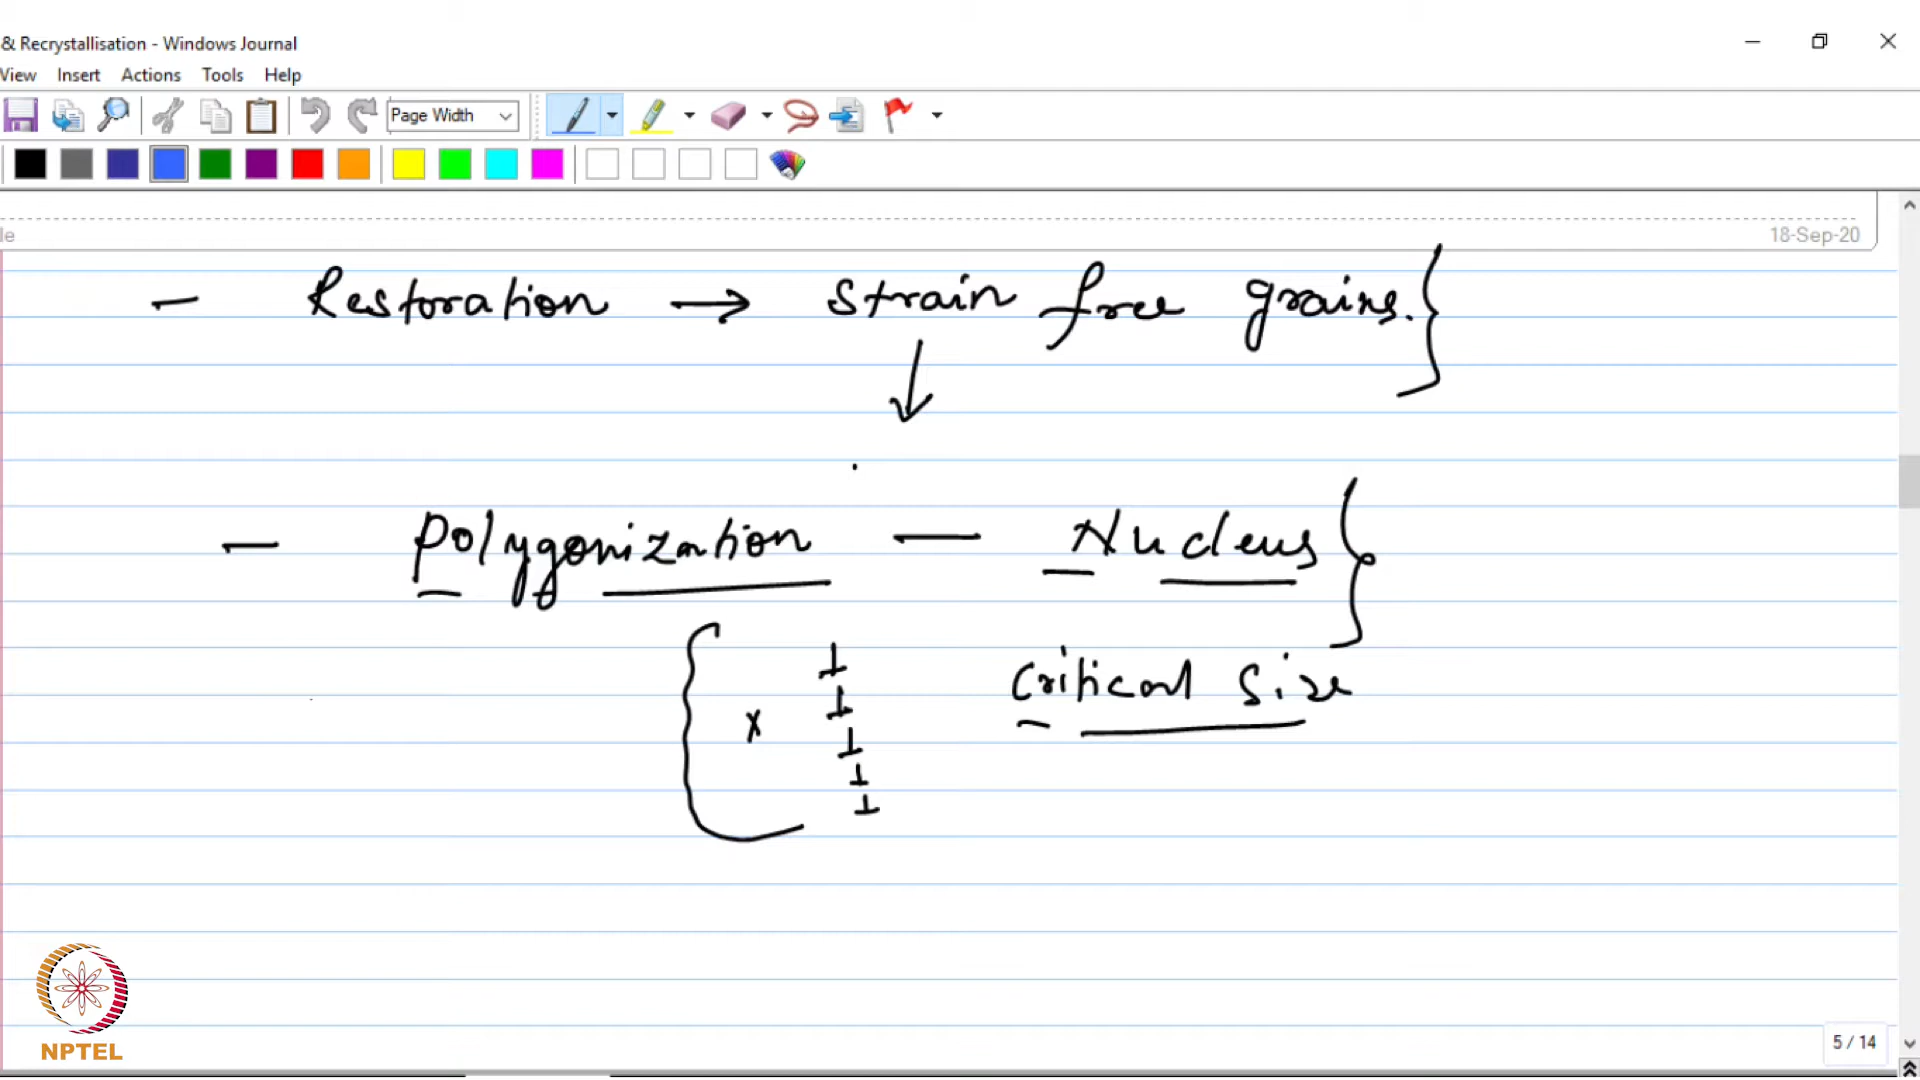 & Recrystallisation - Windows Journal
View Insert Actions Tools Help
Page Width
le
18-Sep-20
- Restoration → strain free grains.
- Polygonization - Nucleus
Critical Size
x
NPTEL
5 / 14